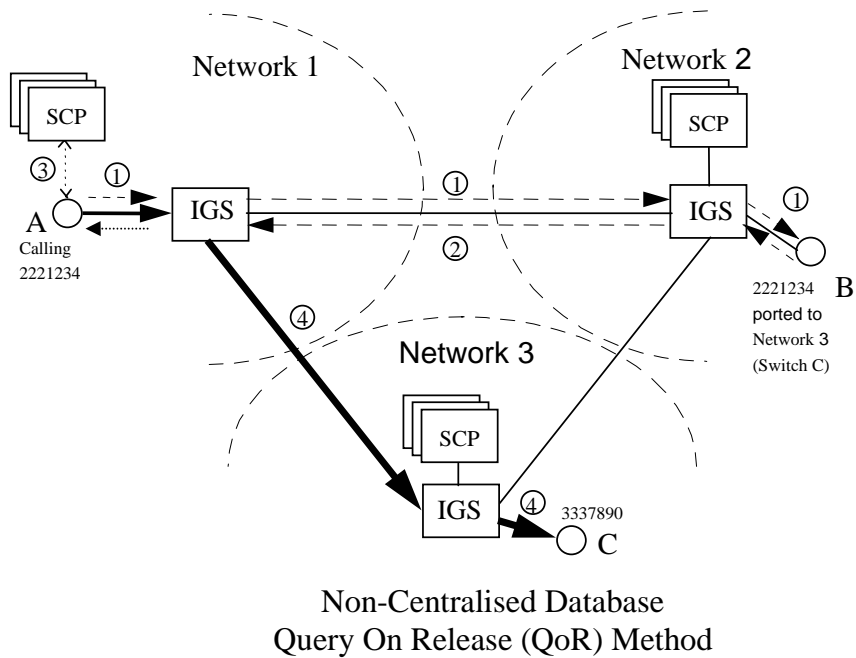 Network 1
Network 2
SCP
SCP
③
①
①
①
IGS
IGS
A
Calling
2221234
②
B
2221234
ported to
Network 3
(Switch C)
④
Network 3
SCP
IGS
④
3337890
C
Non-Centralised Database
Query On Release (QoR) Method